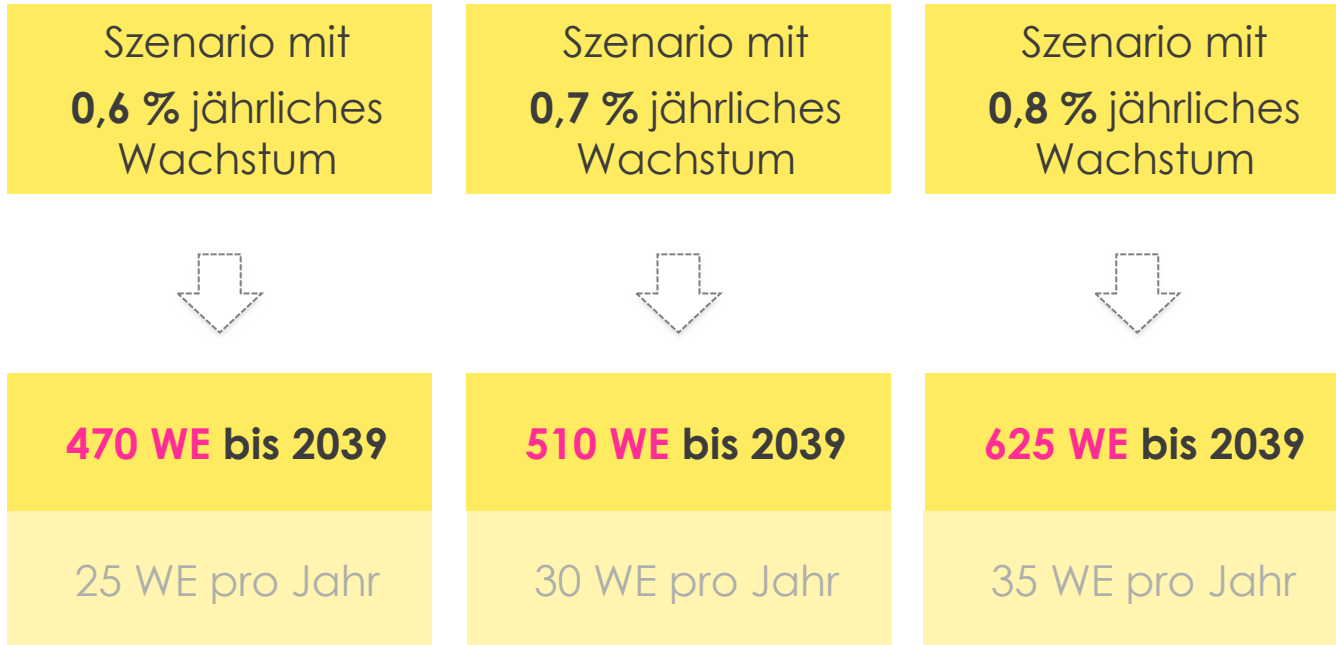 Szenario mit
0,6 % jährliches
Wachstum
Szenario mit
0,7 % jährliches
Wachstum
Szenario mit
0,8 % jährliches
Wachstum
470 WE bis 2039
510 WE bis 2039
625 WE bis 2039
25 WE pro Jahr
30 WE pro Jahr
35 WE pro Jahr